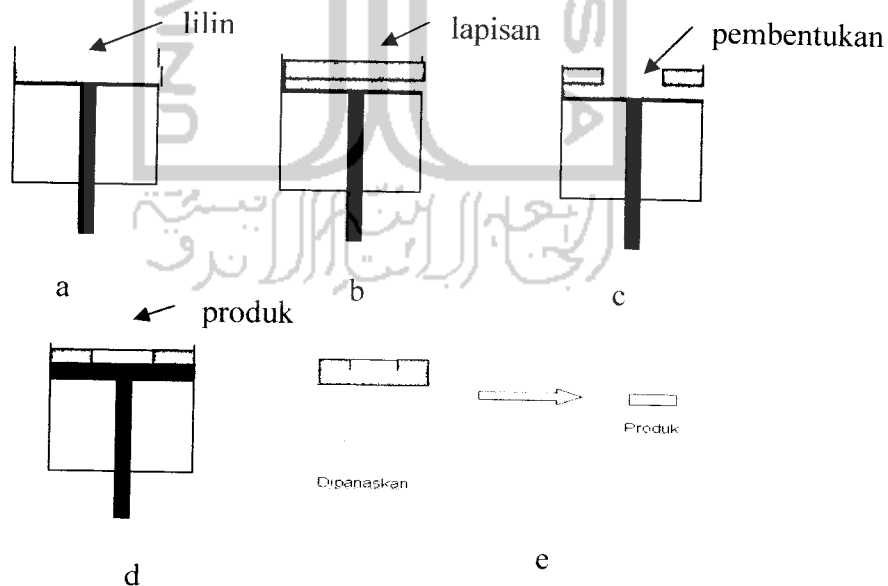 lilin
lapisan
pembentukan
a
b
c
produk
Produk
Dipanaskan
d
e